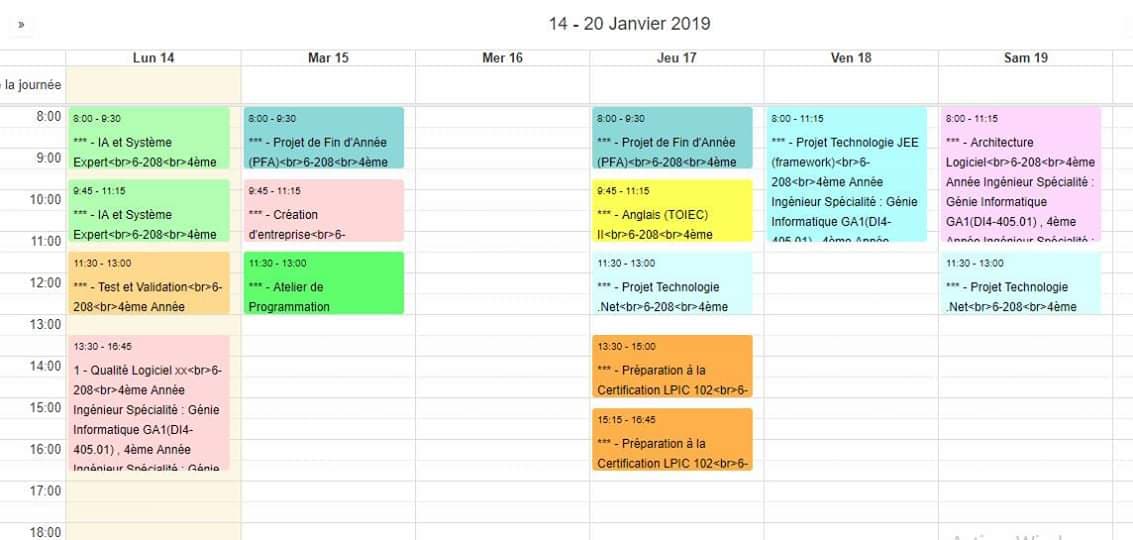 »
14 - 20 Janvier 2019
Lun 14
Mar 15
Mer 16
Jeu 17
Ven 18
Sam 19
la journée
8:00
9:00
10:00
11:00
12:00
13:00
14:00
15:00
16:00
17:00
18:00
8:00 - 9:30
*** - IA et Système
Expert<br>6-208<br>4ème
9:45 - 11:15
*** - IA et Système
Expert<br>6-208<br>4ème
11:30 - 13:00
*** - Test et Validation<br>6-
208<br>4ème Année
13:30 - 16:45
1 - Qualité Logiciel xx<br>6-
208<br>4ème Année
Ingénieur Spécialité : Génie
Informatique GA1(DI4-
405.01) , 4ème Année
Ingénieur Spécialité : Génie
8:00 - 9:30
*** - Projet de Fin d'Année
(PFA)<br>6-208<br>4ème
9:45 - 11:15
*** - Création
d'entreprise<br>6-
11:30 - 13:00
*** - Atelier de
Programmation
8:00 - 9:30
*** - Projet de Fin d'Année
(PFA)<br>6-208<br>4ème
9:45 - 11:15
*** - Anglais (TOIEC)
II<br>6-208<br>4ème
11:30 - 13:00
*** - Projet Technologie
.Net<br>6-208<br>4ème
13:30 - 15:00
*** - Préparation à la
Certification LPIC 102<br>6-
15:15 - 16:45
*** - Préparation à la
Certification LPIC 102<br>6-
8:00 - 11:15
*** - Projet Technologie JEE
(framework)<br>6-
208<br>4ème Année
Ingénieur Spécialité : Génie
Informatique GA1(DI4-
405.01) , 4ème Année
8:00 - 11:15
*** - Architecture
Logiciel<br>6-208<br>4ème
Année Ingénieur Spécialité :
Génie Informatique
GA1(DI4-405.01) , 4ème
Année Ingénieur Spécialité :
11:30 - 13:00
*** - Projet Technologie
.Net<br>6-208<br>4ème